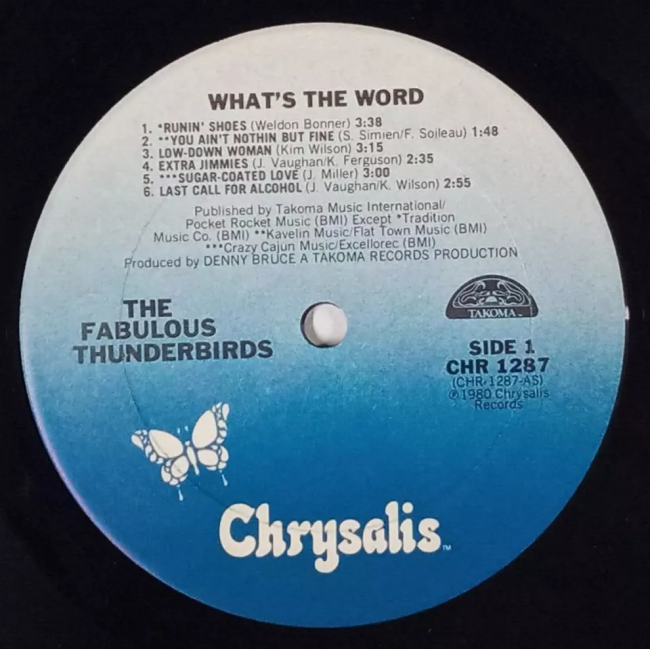 WHAT'S THE WORD
1. *RUNIN' SHOES (Weldon Bonner) 3:38
2. **YOU AIN'T NOTHIN BUT FINE (S. Simien/F. Soileau) 1:48
3. LOW-DOWN WOMAN (Kim Wilson) 3:15
4. EXTRA JIMMIES (J. Vaughan/K. Ferguson) 2:35
5. ***SUGAR-COATED LOVE (J. Miller) 3:00
6. LAST CALL FOR ALCOHOL (J. Vaughan/K. Wilson) 2:55
Published by Takoma Music International/
Pocket Rocket Music (BMI) Except *Tradition
Music Co. (BMI) **Kavelin Music/Flat Town Music (BMI)
***Crazy Cajun Music/Excellorec (BMI)
Produced by DENNY BRUCE A TAKOMA RECORDS PRODUCTION
THE
FABULOUS
THUNDERBIRDS
TAKOMA
SIDE 1
CHR 1287
(CHR-1287-AS)
℗ 1980 Chrysalis
Records
Chrysalis™